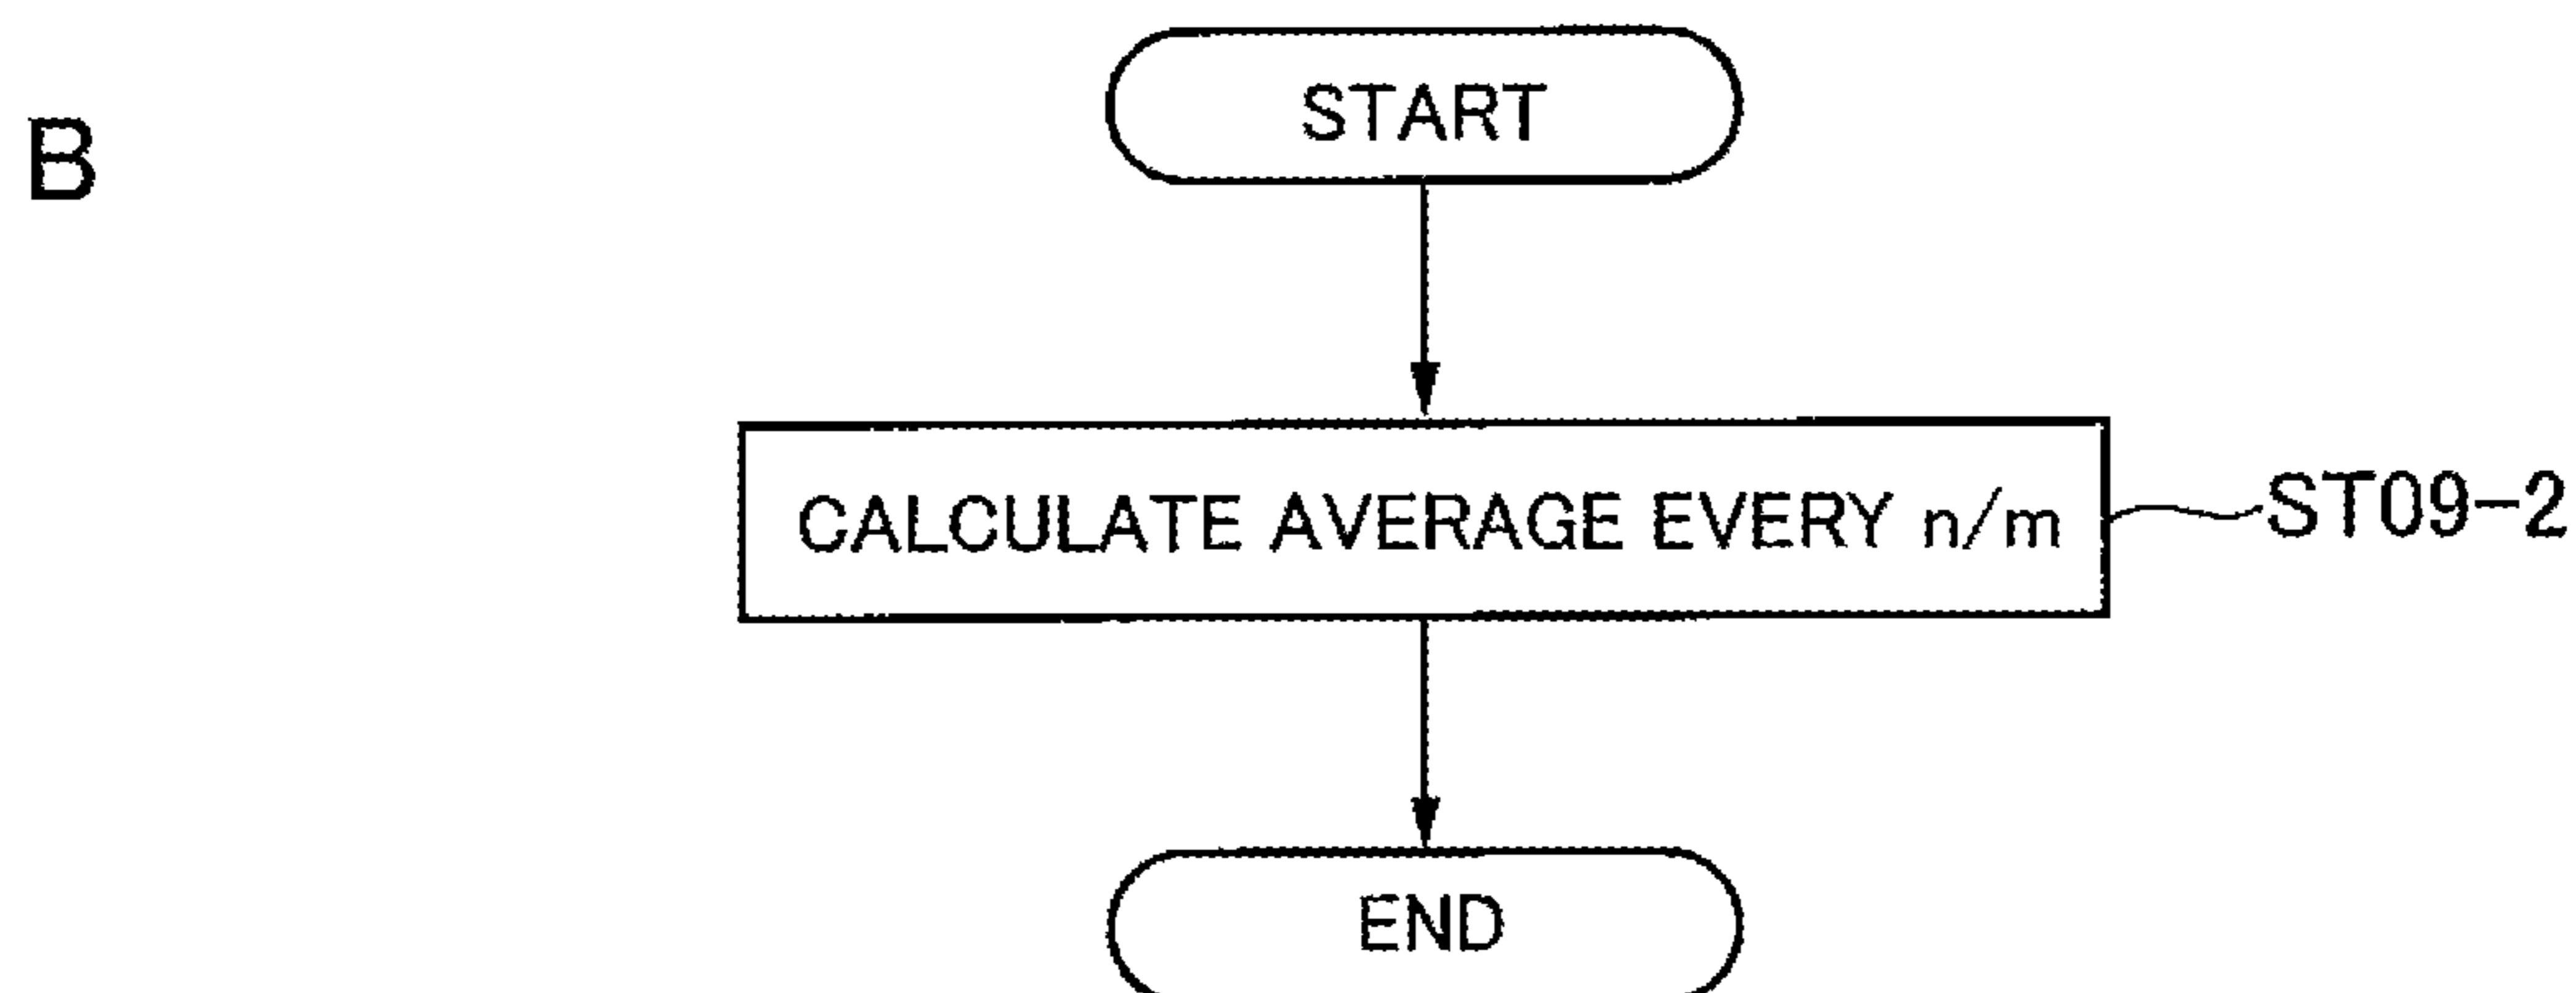 B
START
CALCULATE AVERAGE EVERY n/m
ST09-2
END